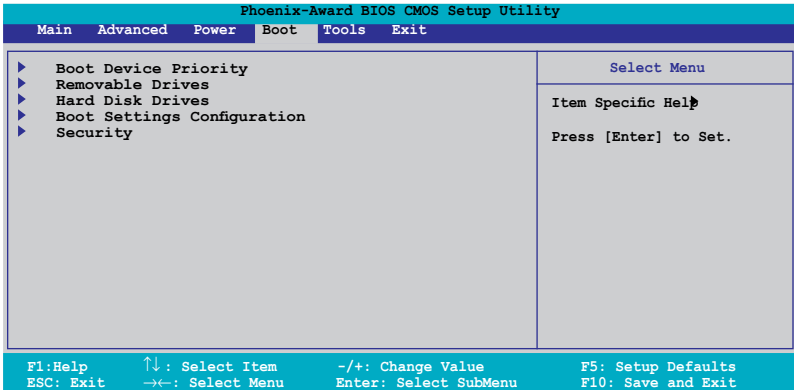 Phoenix-Award BIOS CMOS Setup Utility
Main Advanced Power Boot Tools Exit
Boot Device Priority
Removable Drives
Hard Disk Drives
Boot Settings Configuration
Security
Select Menu
Item Specific Help
Press [Enter] to Set.
F1:Help ↑↓: Select Item -/+: Change Value F5: Setup Defaults
ESC: Exit →←: Select Menu Enter: Select SubMenu F10: Save and Exit